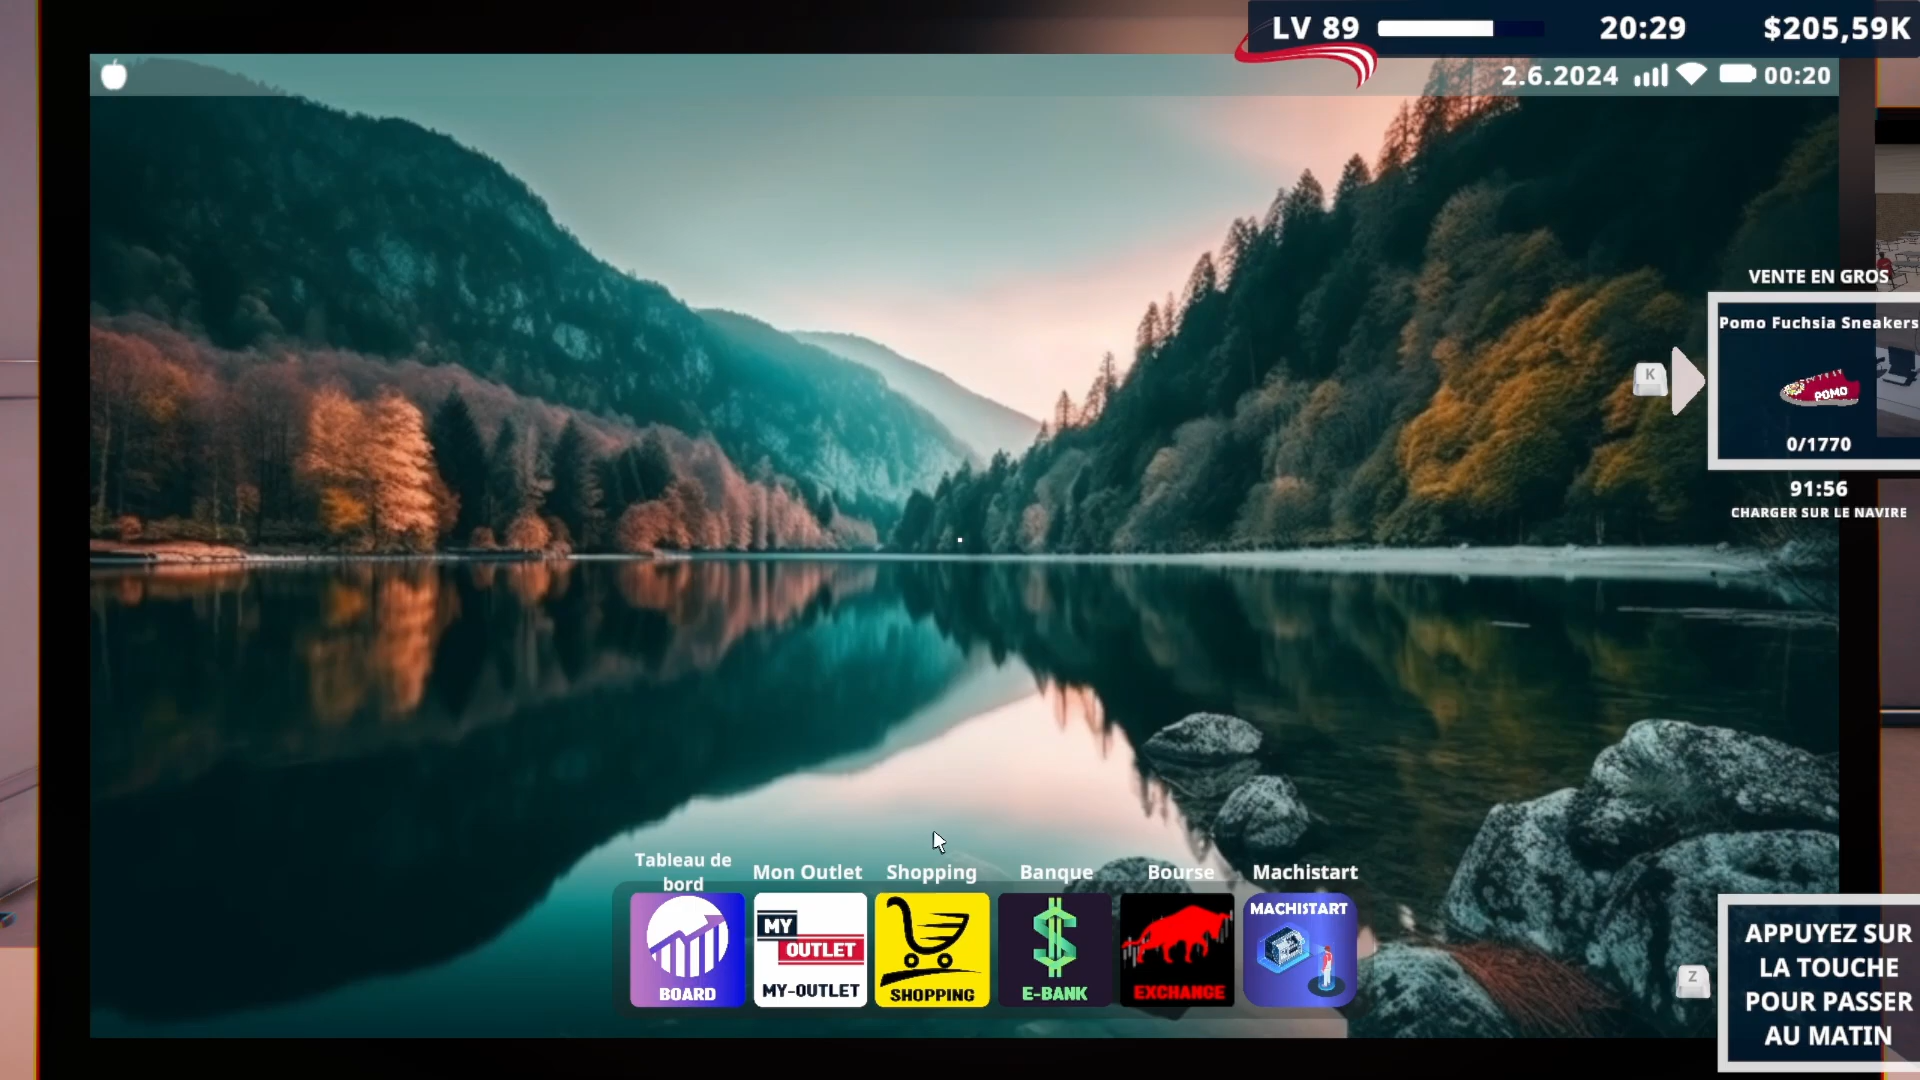 LV 89
20:29
$205,59K
2.6.2024
00:20
VENTE EN GROS
Pomo Fuchsia Sneakers
POMO
K
0/1770
91:56
CHARGER SUR LE NAVIRE
Tableau de bord
Mon Outlet
Shopping
Banque
Bourse
Machistart
BOARD
MY
OUTLET
MY-OUTLET
SHOPPING
E-BANK
EXCHANGE
MACHISTART
Z
APPUYEZ SUR
LA TOUCHE
POUR PASSER
AU MATIN